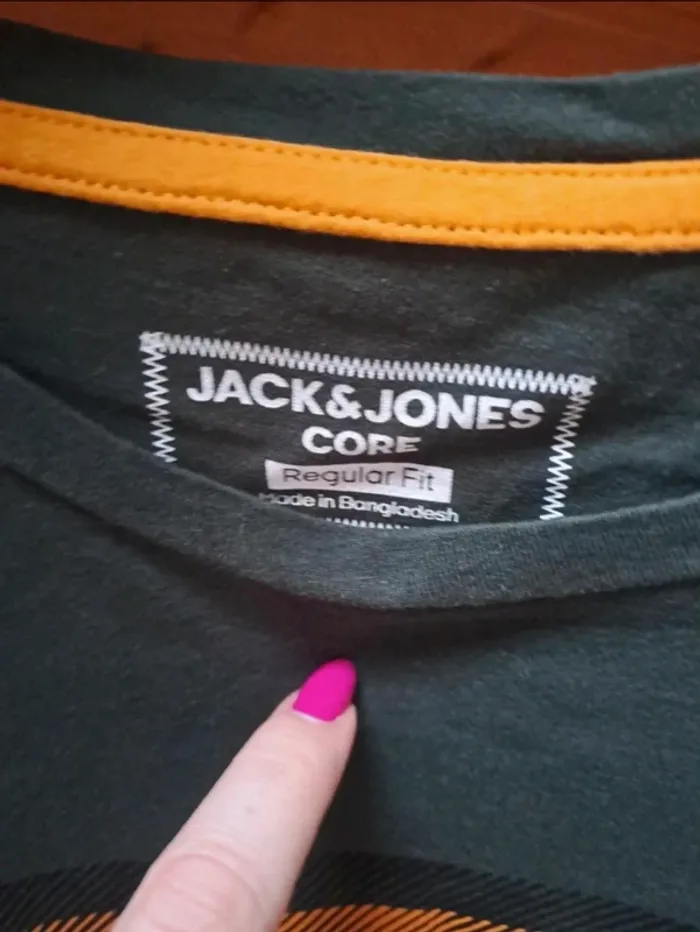 JACK&JONES
CORE
Regular Fit
Made in Bangladesh